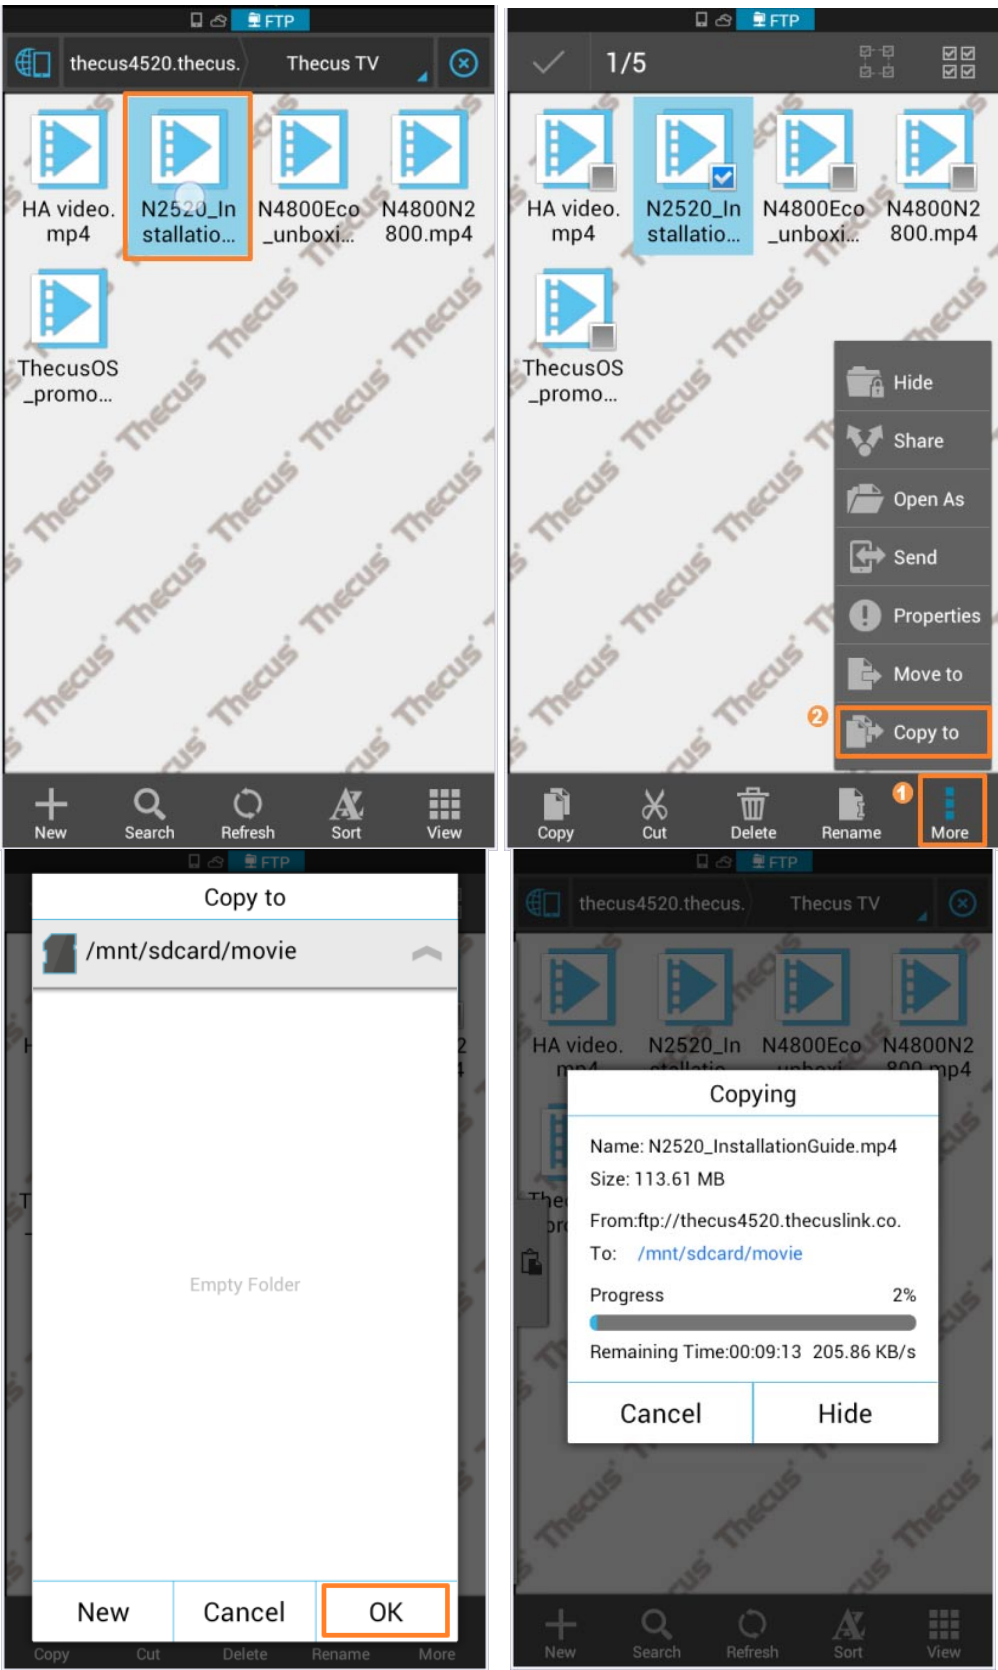 FTP
thecus4520.thecus.
Thecus TV
HA video.
mp4
N2520_In
stallatio...
N4800Eco
_unboxi...
N4800N2
800.mp4
ThecusOS
_promo...
New
Search
Refresh
Sort
View
FTP
1/5
HA video.
mp4
N2520_In
stallatio...
N4800Eco
_unboxi...
N4800N2
800.mp4
ThecusOS
_promo...
Hide
Share
Open As
Send
Properties
Move to
2
Copy to
1
Copy
Cut
Delete
Rename
More
FTP
Copy to
/mnt/sdcard/movie
Empty Folder
New
Cancel
OK
Copy
Cut
Delete
Rename
More
FTP
thecus4520.thecus.
Thecus TV
HA video.
mp4
N2520_In
stallatio...
N4800Eco
_unboxi...
N4800N2
800.mp4
Copying
Name: N2520_InstallationGuide.mp4
Size: 113.61 MB
From:ftp://thecus4520.thecuslink.co.
To: /mnt/sdcard/movie
Progress 2%
Remaining Time:00:09:13 205.86 KB/s
Cancel
Hide
New
Search
Refresh
Sort
View